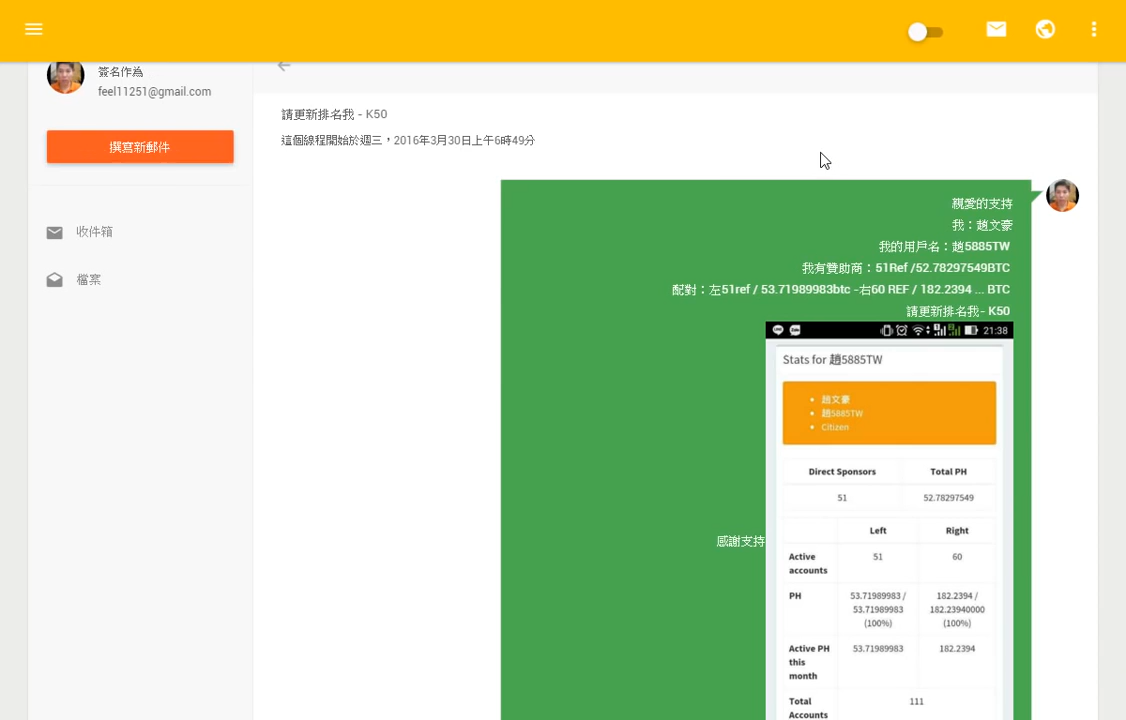 簽名作為
feel11251@gmail.com
撰寫新郵件
收件箱
檔案
請更新排名我 - K50
這個線程開始於週三，2016年3月30日上午6時49分
親愛的支持
我：趙文豪
我的用戶名：趙5885TW
我有贊助商：51Ref /52.78297549BTC
配對：左51ref / 53.71989983btc -右60 REF / 182.2394 ... BTC
請更新排名我- K50
21:38
Stats for 趙5885TW
趙文豪
趙5885TW
Citizen
Direct Sponsors Total PH
51 52.78297549
Left Right
Active accounts 51 60
PH 53.71989983 / 53.71989983 (100%) 182.2394 / 182.23940000 (100%)
Active PH this month 53.71989983 182.2394
Total Accounts 111
感謝支持